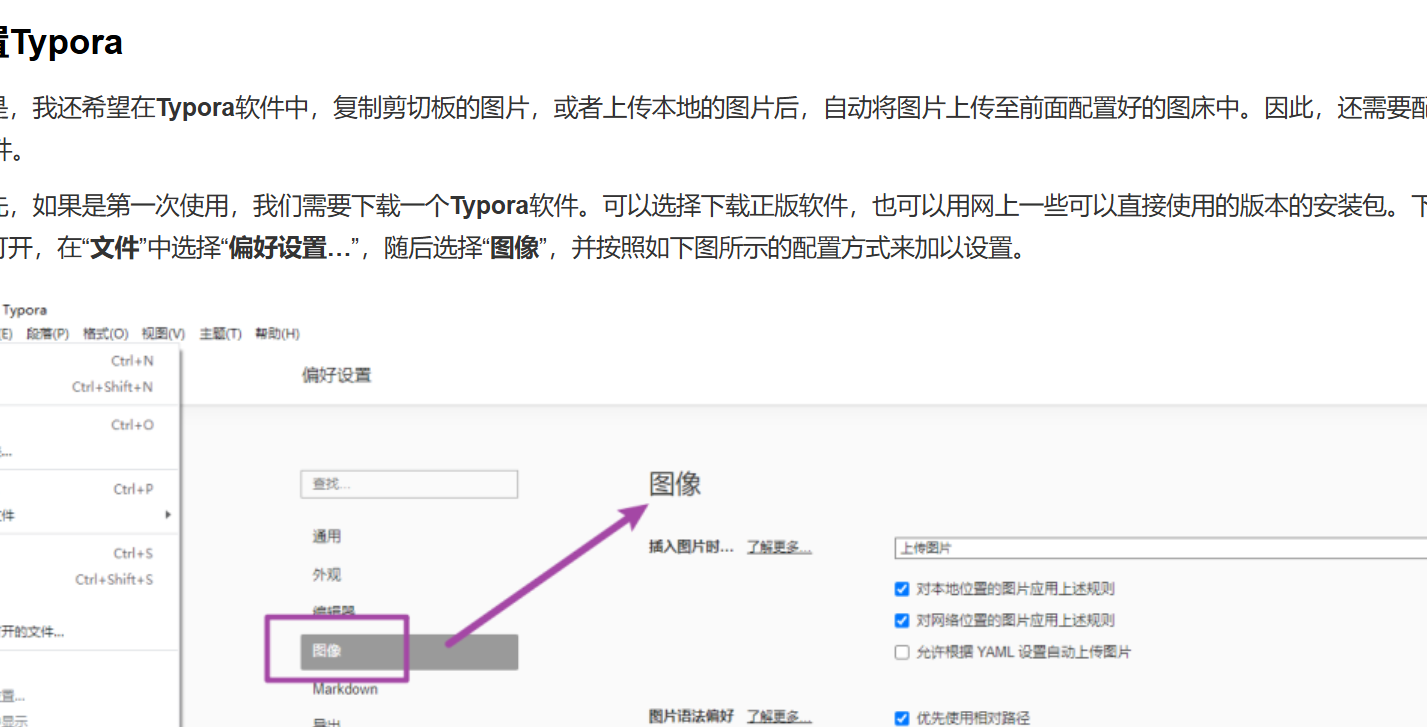 置Typora
是，我还希望在Typora软件中，复制剪切板的图片，或者上传本地的图片后，自动将图片上传至前面配置好的图床中。因此，还需要配
件。
先，如果是第一次使用，我们需要下载一个Typora软件。可以选择下载正版软件，也可以用网上一些可以直接使用的版本的安装包。下
打开，在“文件”中选择“偏好设置…”，随后选择“图像”，并按照如下图所示的配置方式来加以设置。
Typora
(E) 段落(P) 格式(O) 视图(V) 主题(T) 帮助(H)
Ctrl+N
Ctrl+Shift+N
Ctrl+O
Ctrl+P
件
Ctrl+S
Ctrl+Shift+S
开的文件...
置...
显示
偏好设置
查找...
通用
外观
编辑器
图像
Markdown
导出
图像
插入图片时... 了解更多...
上传图片
对本地位置的图片应用上述规则
对网络位置的图片应用上述规则
允许根据 YAML 设置自动上传图片
图片语法偏好 了解更多...
优先使用相对路径